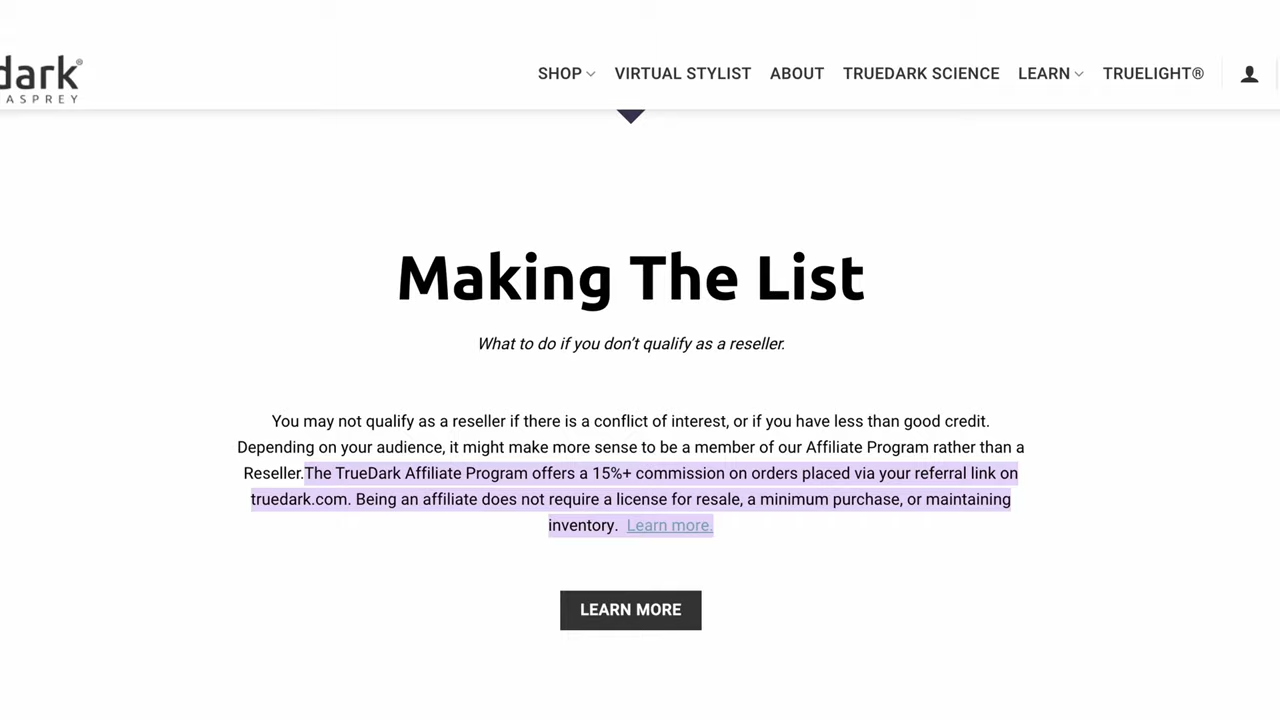 dark®
ASPREY
SHOP VIRTUAL STYLIST ABOUT TRUEDARK SCIENCE LEARN TRUELIGHT®
Making The List
What to do if you don't qualify as a reseller.
You may not qualify as a reseller if there is a conflict of interest, or if you have less than good credit.
Depending on your audience, it might make more sense to be a member of our Affiliate Program rather than a
Reseller.The TrueDark Affiliate Program offers a 15%+ commission on orders placed via your referral link on
truedark.com. Being an affiliate does not require a license for resale, a minimum purchase, or maintaining
inventory. Learn more.
LEARN MORE